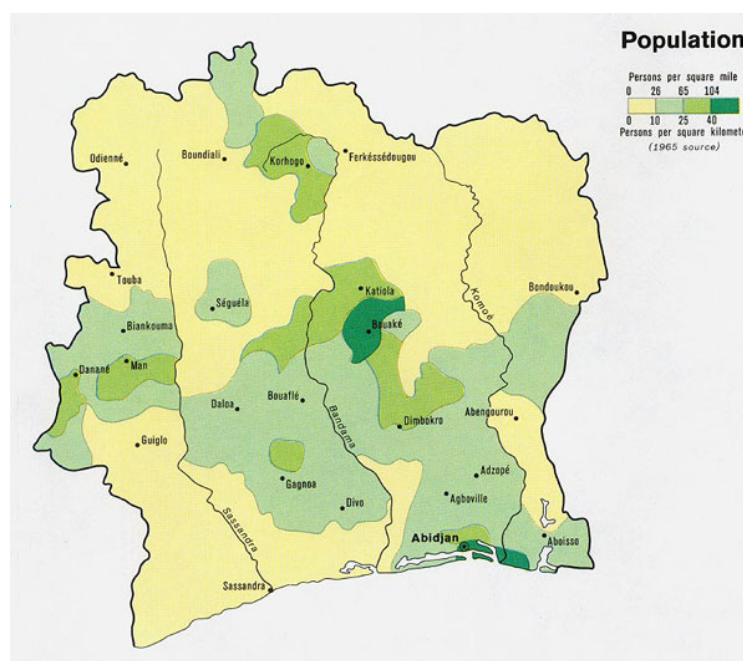 Population
Persons per square mile
0 26 65 104
0 10 25 40
Persons per square kilomet
(1965 source)
Odienné
Boundiali
Korhogo
Ferkéssédougou
Touba
Séguéla
Katiola
Bondoukou
Komoé
Biankouma
Bouaké
Danané
Man
Daloa
Bouaflé
Bandama
Dimbokro
Abengourou
Guiglo
Gagnoa
Adzopé
Agboville
Divo
Sassandra
Abidjan
Aboisso
Sassandra